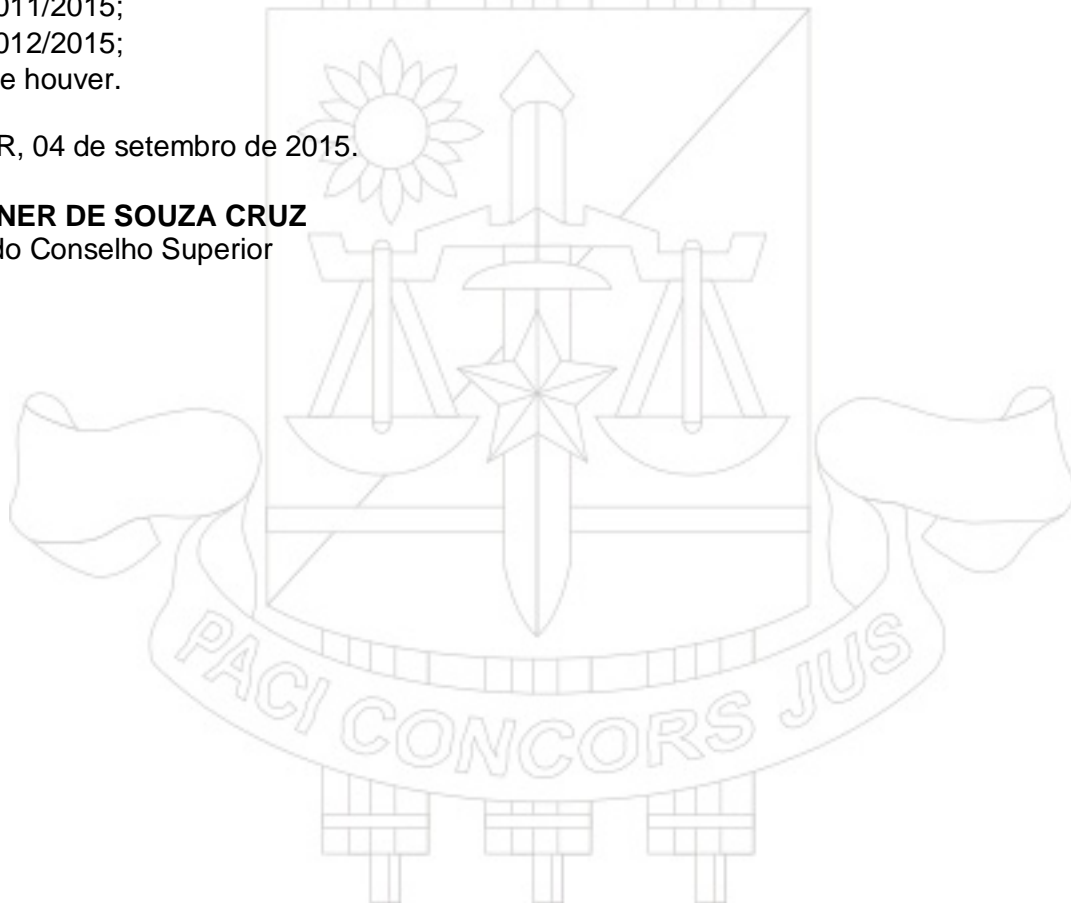 011/2015;
012/2015;
e houver.
R, 04 de setembro de 2015.
NER DE SOUZA CRUZ
do Conselho Superior
PACI CONCORS JUS